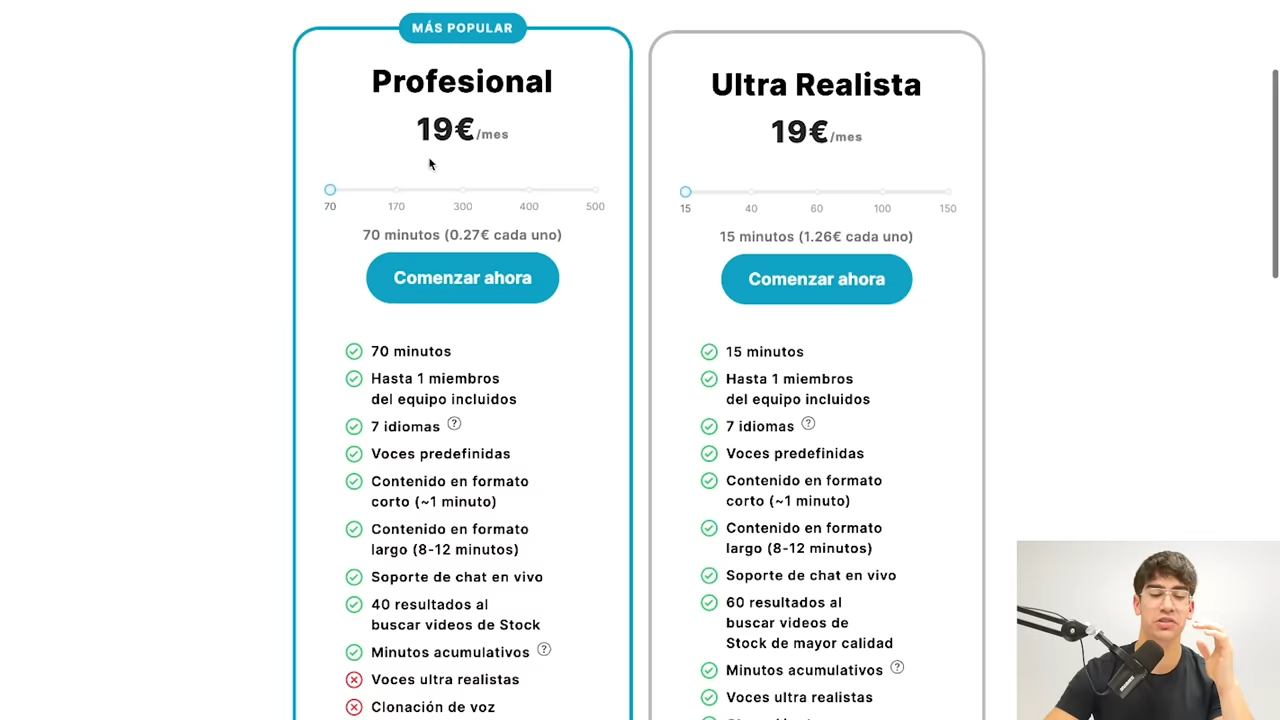 MÁS POPULAR
Profesional
19€/mes
70 170 300 400 500
70 minutos (0.27€ cada uno)
Comenzar ahora
70 minutos
Hasta 1 miembros
del equipo incluidos
7 idiomas ?
Voces predefinidas
Contenido en formato
corto (~1 minuto)
Contenido en formato
largo (8-12 minutos)
Soporte de chat en vivo
40 resultados al
buscar videos de Stock
Minutos acumulativos ?
Voces ultra realistas
Clonación de voz
Ultra Realista
19€/mes
15 40 60 100 150
15 minutos (1.26€ cada uno)
Comenzar ahora
15 minutos
Hasta 1 miembros
del equipo incluidos
7 idiomas ?
Voces predefinidas
Contenido en formato
corto (~1 minuto)
Contenido en formato
largo (8-12 minutos)
Soporte de chat en vivo
60 resultados al
buscar videos de
Stock de mayor calidad
Minutos acumulativos ?
Voces ultra realistas